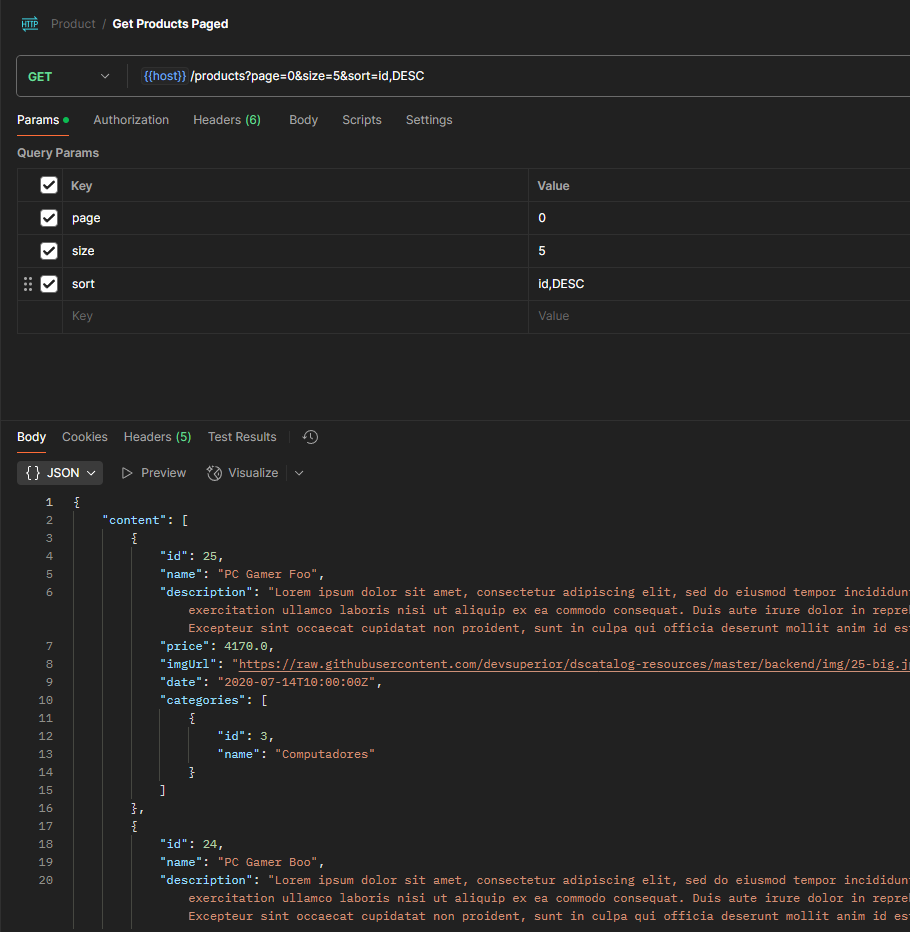 HTTP Product / Get Products Paged
GET {{host}} /products?page=0&size=5&sort=id,DESC
Params Authorization Headers (6) Body Scripts Settings
Query Params
Key Value
page 0
size 5
sort id,DESC
Key Value
Body Cookies Headers (5) Test Results
{} JSON Preview Visualize
1 {
2 "content": [
3 {
4 "id": 25,
5 "name": "PC Gamer Foo",
6 "description": "Lorem ipsum dolor sit amet, consectetur adipiscing elit, sed do eiusmod tempor incididunt
exercitation ullamco laboris nisi ut aliquip ex ea commodo consequat. Duis aute irure dolor in repreh
Excepteur sint occaecat cupidatat non proident, sunt in culpa qui officia deserunt mollit anim id est
7 "price": 4170.0,
8 "imgUrl": "https://raw.githubusercontent.com/devsuperior/dscatalog-resources/master/backend/img/25-big.jp
9 "date": "2020-07-14T10:00:00Z",
10 "categories": [
11 {
12 "id": 3,
13 "name": "Computadores"
14 }
15 ]
16 },
17 {
18 "id": 24,
19 "name": "PC Gamer Boo",
20 "description": "Lorem ipsum dolor sit amet, consectetur adipiscing elit, sed do eiusmod tempor incididunt
exercitation ullamco laboris nisi ut aliquip ex ea commodo consequat. Duis aute irure dolor in repreh
Excepteur sint occaecat cupidatat non proident, sunt in culpa qui officia deserunt mollit anim id est